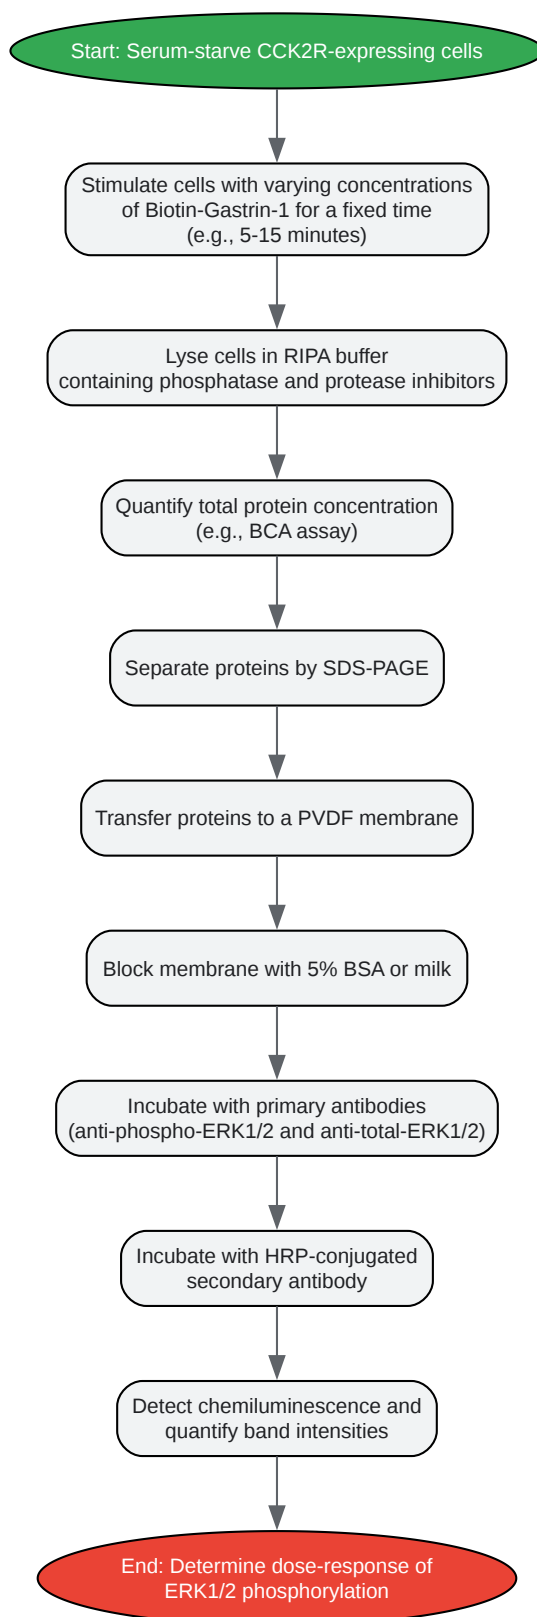 Start: Serum-starve CCK2R-expressing cells
Stimulate cells with varying concentrations
of Biotin-Gastrin-1 for a fixed time
(e.g., 5-15 minutes)
Lyse cells in RIPA buffer
containing phosphatase and protease inhibitors
Quantify total protein concentration
(e.g., BCA assay)
Separate proteins by SDS-PAGE
Transfer proteins to a PVDF membrane
Block membrane with 5% BSA or milk
Incubate with primary antibodies
(anti-phospho-ERK1/2 and anti-total-ERK1/2)
Incubate with HRP-conjugated
secondary antibody
Detect chemiluminescence and
quantify band intensities
End: Determine dose-response of
ERK1/2 phosphorylation